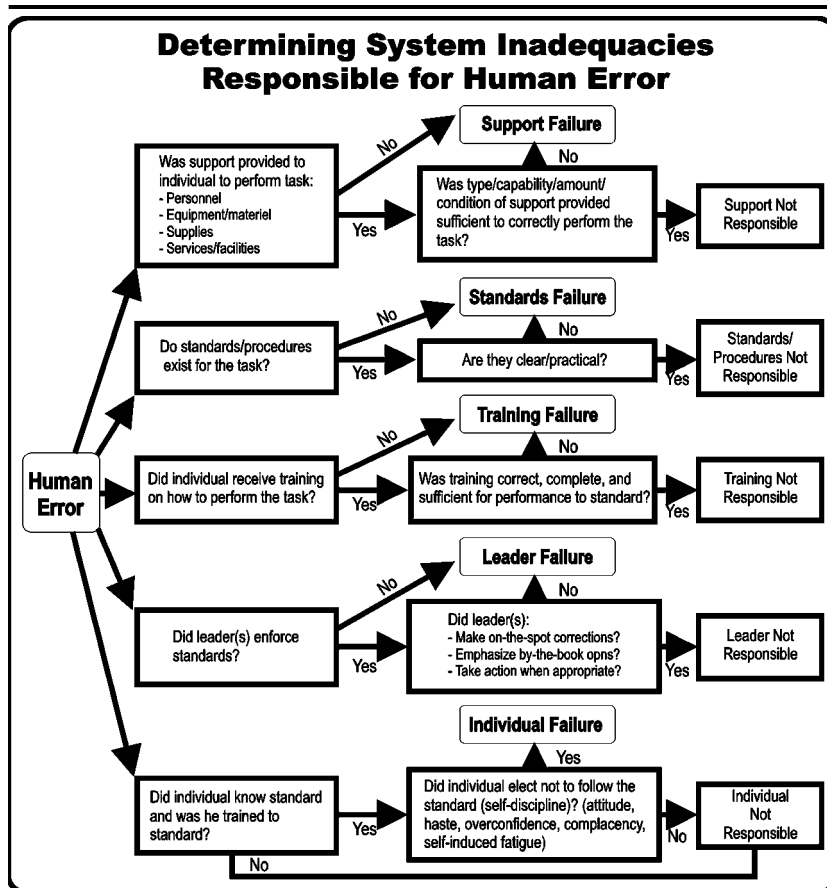 Determining System Inadequacies
Responsible for Human Error
Support Failure
No
No
Was support provided to
individual to perform task:
- Personnel
- Equipment/materiel
- Supplies
- Services/facilities
Yes
Was type/capability/amount/
condition of support provided
sufficient to correctly perform the
task?
Yes
Support Not
Responsible
Standards Failure
No
No
Do standards/procedures
exist for the task?
Yes
Are they clear/practical?
Yes
Standards/
Procedures Not
Responsible
Training Failure
No
No
Human
Error
Did individual receive training
on how to perform the task?
Yes
Was training correct, complete, and
sufficient for performance to standard?
Yes
Training Not
Responsible
Leader Failure
No
No
Did leader(s) enforce
standards?
Yes
Did leader(s):
- Make on-the-spot corrections?
- Emphasize by-the-book opns?
- Take action when appropriate?
Yes
Leader Not
Responsible
Individual Failure
Yes
Did individual know standard
and was he trained to
standard?
Yes
Did individual elect not to follow the
standard (self-discipline)? (attitude,
haste, overconfidence, complacency,
self-induced fatigue)
No
Individual
Not
Responsible
No